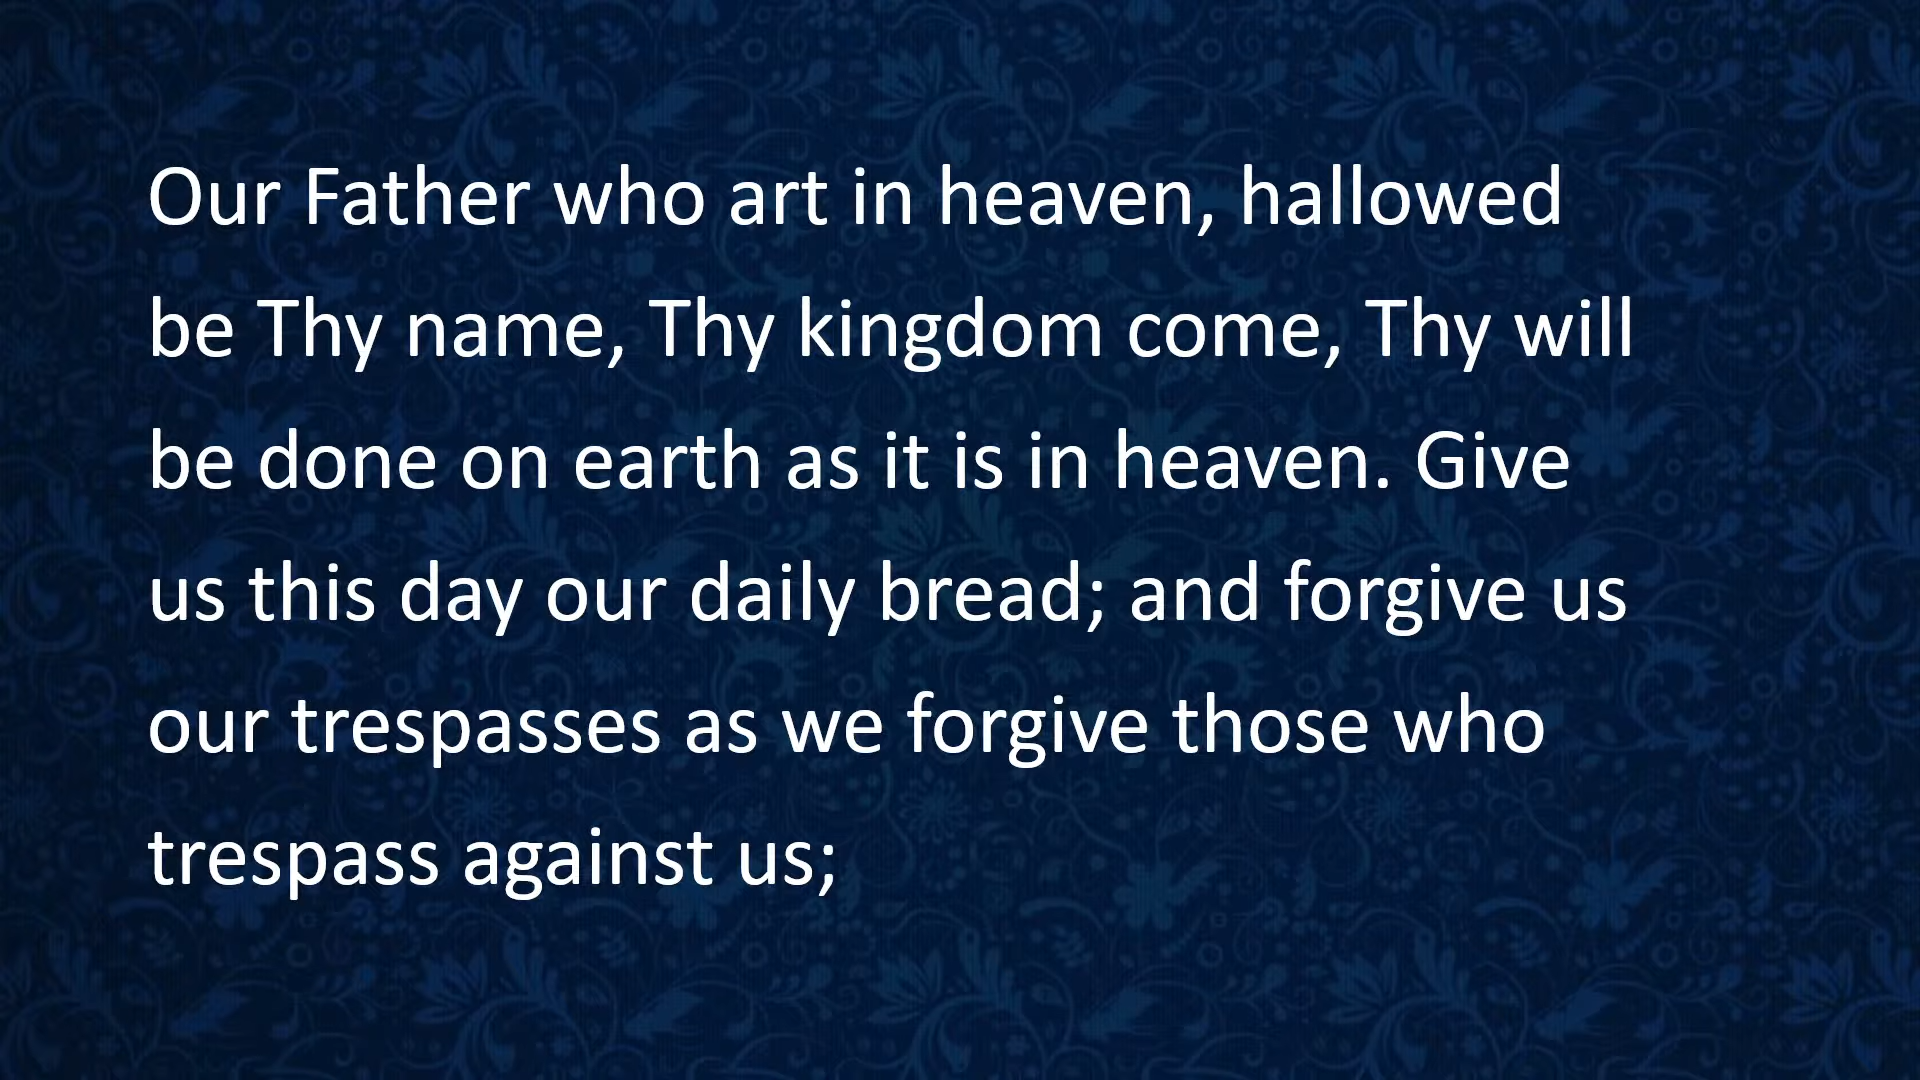 Our Father who art in heaven, hallowed
be Thy name, Thy kingdom come, Thy will
be done on earth as it is in heaven. Give
us this day our daily bread; and forgive us
our trespasses as we forgive those who
trespass against us;